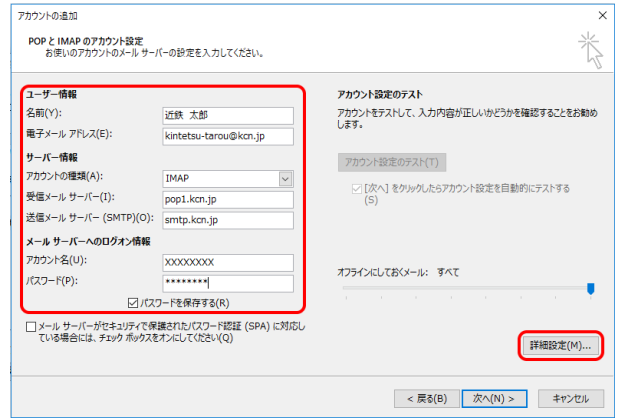 アカウントの追加
POP と IMAP のアカウント設定
お使いのアカウントのメール サーバーの設定を入力してください。
ユーザー情報
名前(Y):
近鉄 太郎
電子メール アドレス(E):
kintetsu-tarou@kcn.jp
サーバー情報
アカウントの種類(A):
IMAP
受信メール サーバー(I):
pop1.kcn.jp
送信メール サーバー (SMTP)(O):
smtp.kcn.jp
メール サーバーへのログオン情報
アカウント名(U):
XXXXXXXX
パスワード(P):
********
パスワードを保存する(R)
メール サーバーがセキュリティで保護されたパスワード認証 (SPA) に対応し
ている場合には、チェック ボックスをオンにしてください(Q)
アカウント設定のテスト
アカウントをテストして、入力内容が正しいかどうかを確認することをお勧め
します。
アカウント設定のテスト(T)
[次へ] をクリックしたらアカウント設定を自動的にテストする
(S)
オフラインにしておくメール: すべて
詳細設定(M)...
< 戻る(B)
次へ(N) >
キャンセル